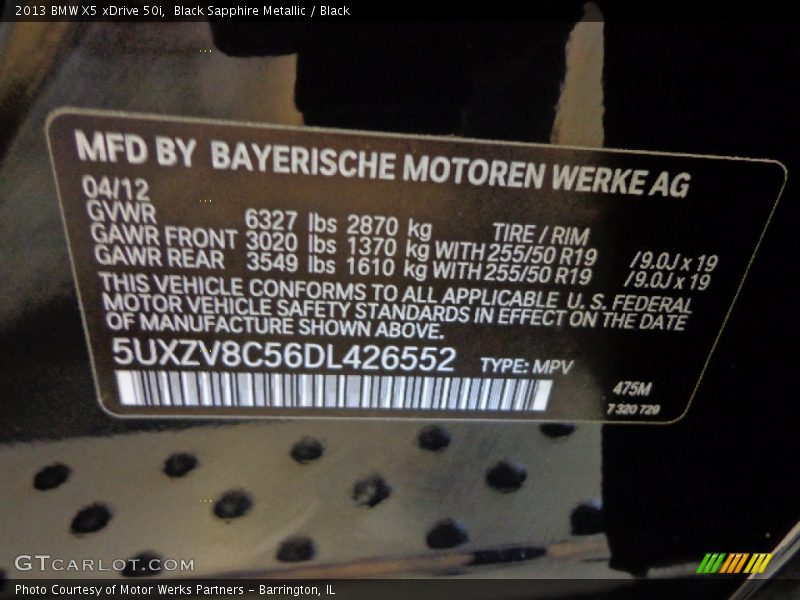 2013 BMW X5 xDrive 50i,  Black Sapphire Metallic / Black
MFD BY BAYERISCHE MOTOREN WERKE AG
04/12
GVWR 6327 lbs 2870 kg TIRE / RIM
GAWR FRONT 3020 lbs 1370 kg WITH 255/50 R19 /9.0J x 19
GAWR REAR 3549 lbs 1610 kg WITH 255/50 R19 /9.0J x 19
THIS VEHICLE CONFORMS TO ALL APPLICABLE U.S. FEDERAL
MOTOR VEHICLE SAFETY STANDARDS IN EFFECT ON THE DATE
OF MANUFACTURE SHOWN ABOVE.
5UXZV8C56DL426552 TYPE: MPV
475M
7 320 729
GTCARLOT.COM
Photo Courtesy of Motor Werks Partners – Barrington, IL